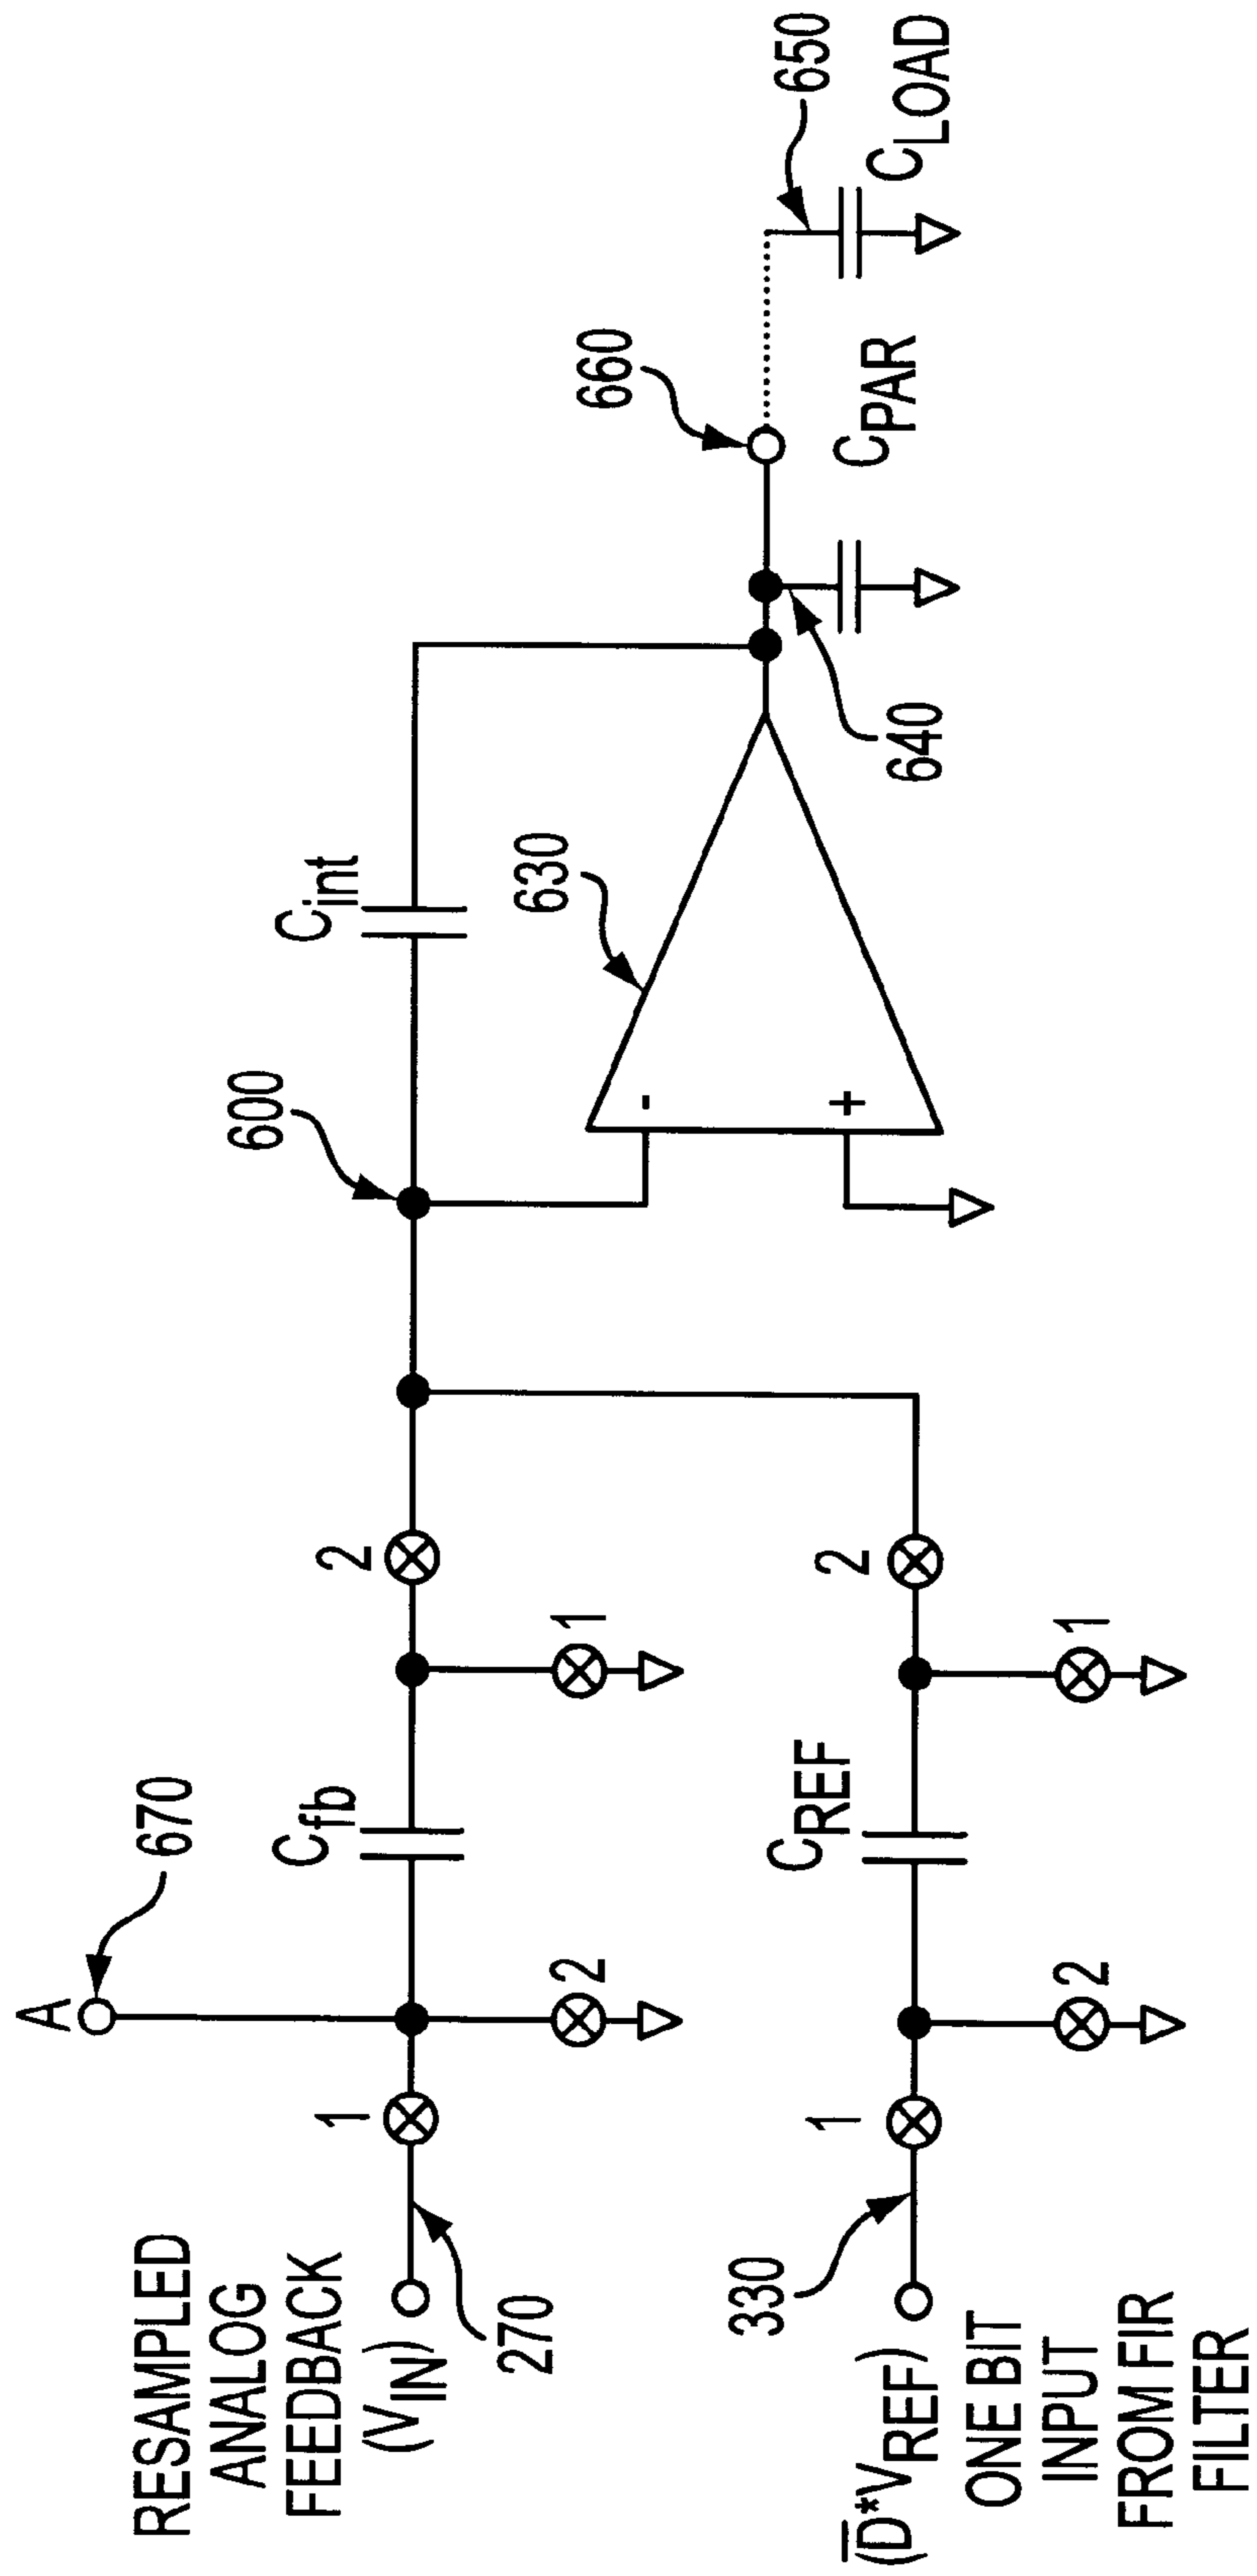 RESAMPLED
ANALOG
FEEDBACK
(V_IN)
270
1
A
670
2
C_fb
1
2
600
C_int
-
+
630
640
660
C_PAR
650
C_LOAD
(D̅*V_REF)
ONE BIT
INPUT
FROM FIR
FILTER
330
1
2
C_REF
1
2